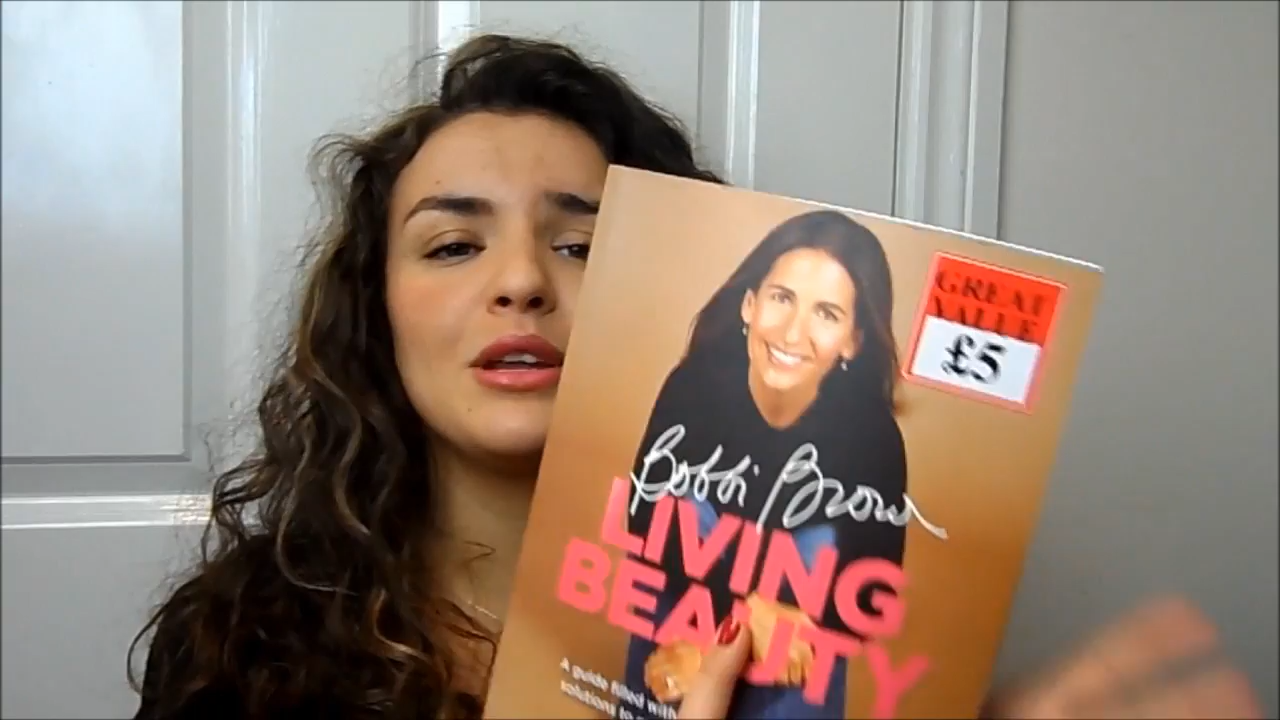 GREAT
VALUE
£5
Bobbi Brown
LIVING
BEAUTY
A guide filled with
solutions to